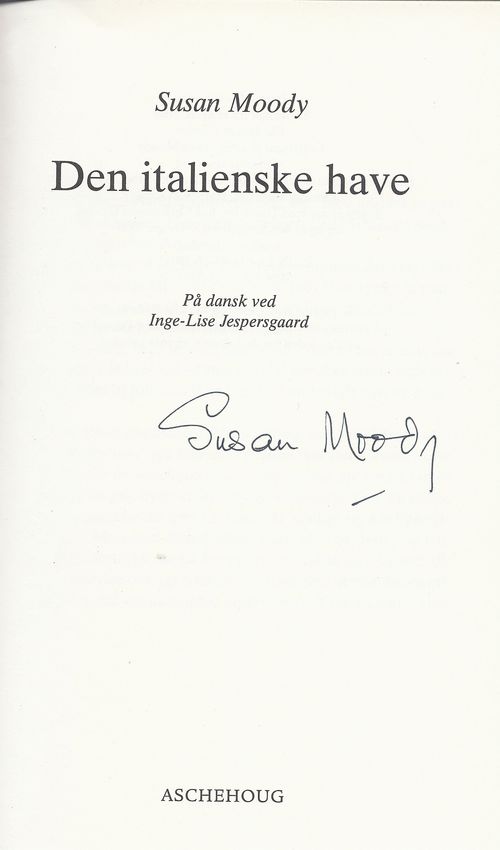 Susan Moody
Den italienske have
På dansk ved
Inge-Lise Jespersgaard
Susan Moody
ASCHEHOUG